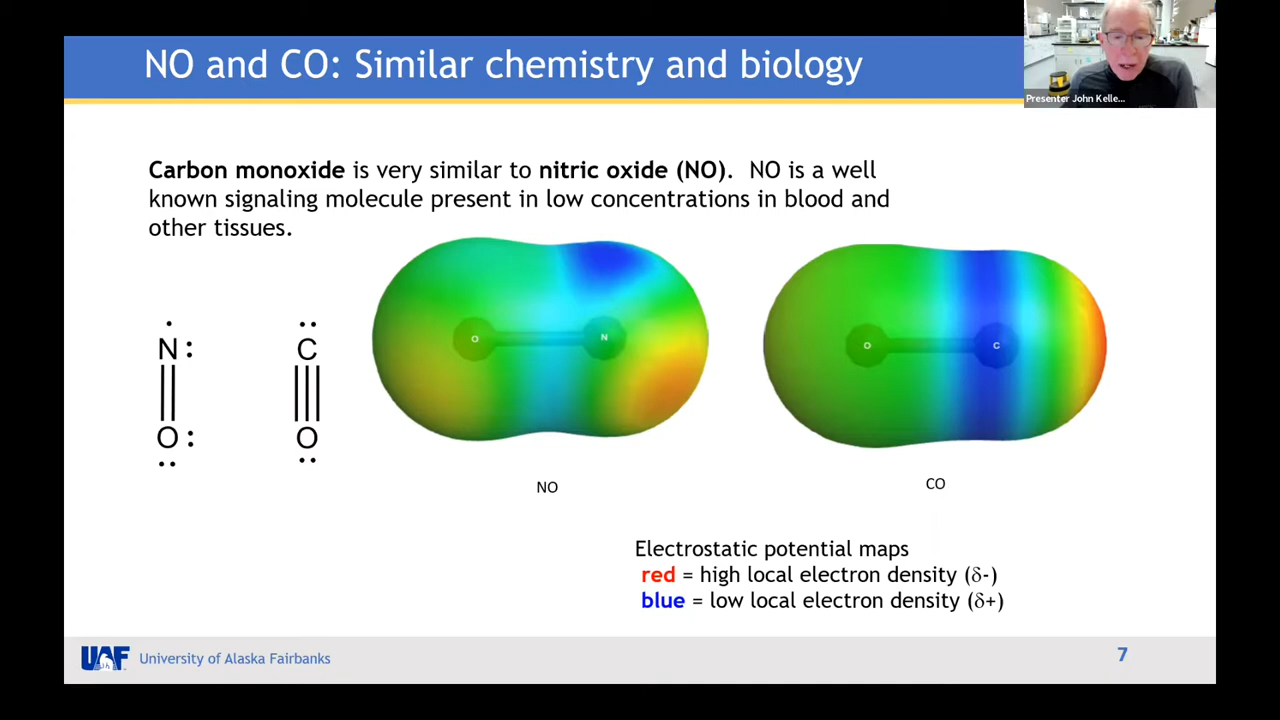 NO and CO: Similar chemistry and biology
Presenter John Kelle...
Carbon monoxide is very similar to nitric oxide (NO). NO is a well
known signaling molecule present in low concentrations in blood and
other tissues.
N
O
C
O
O
N
O
C
NO
CO
Electrostatic potential maps
red = high local electron density (δ-)
blue = low local electron density (δ+)
UAF
University of Alaska Fairbanks
7